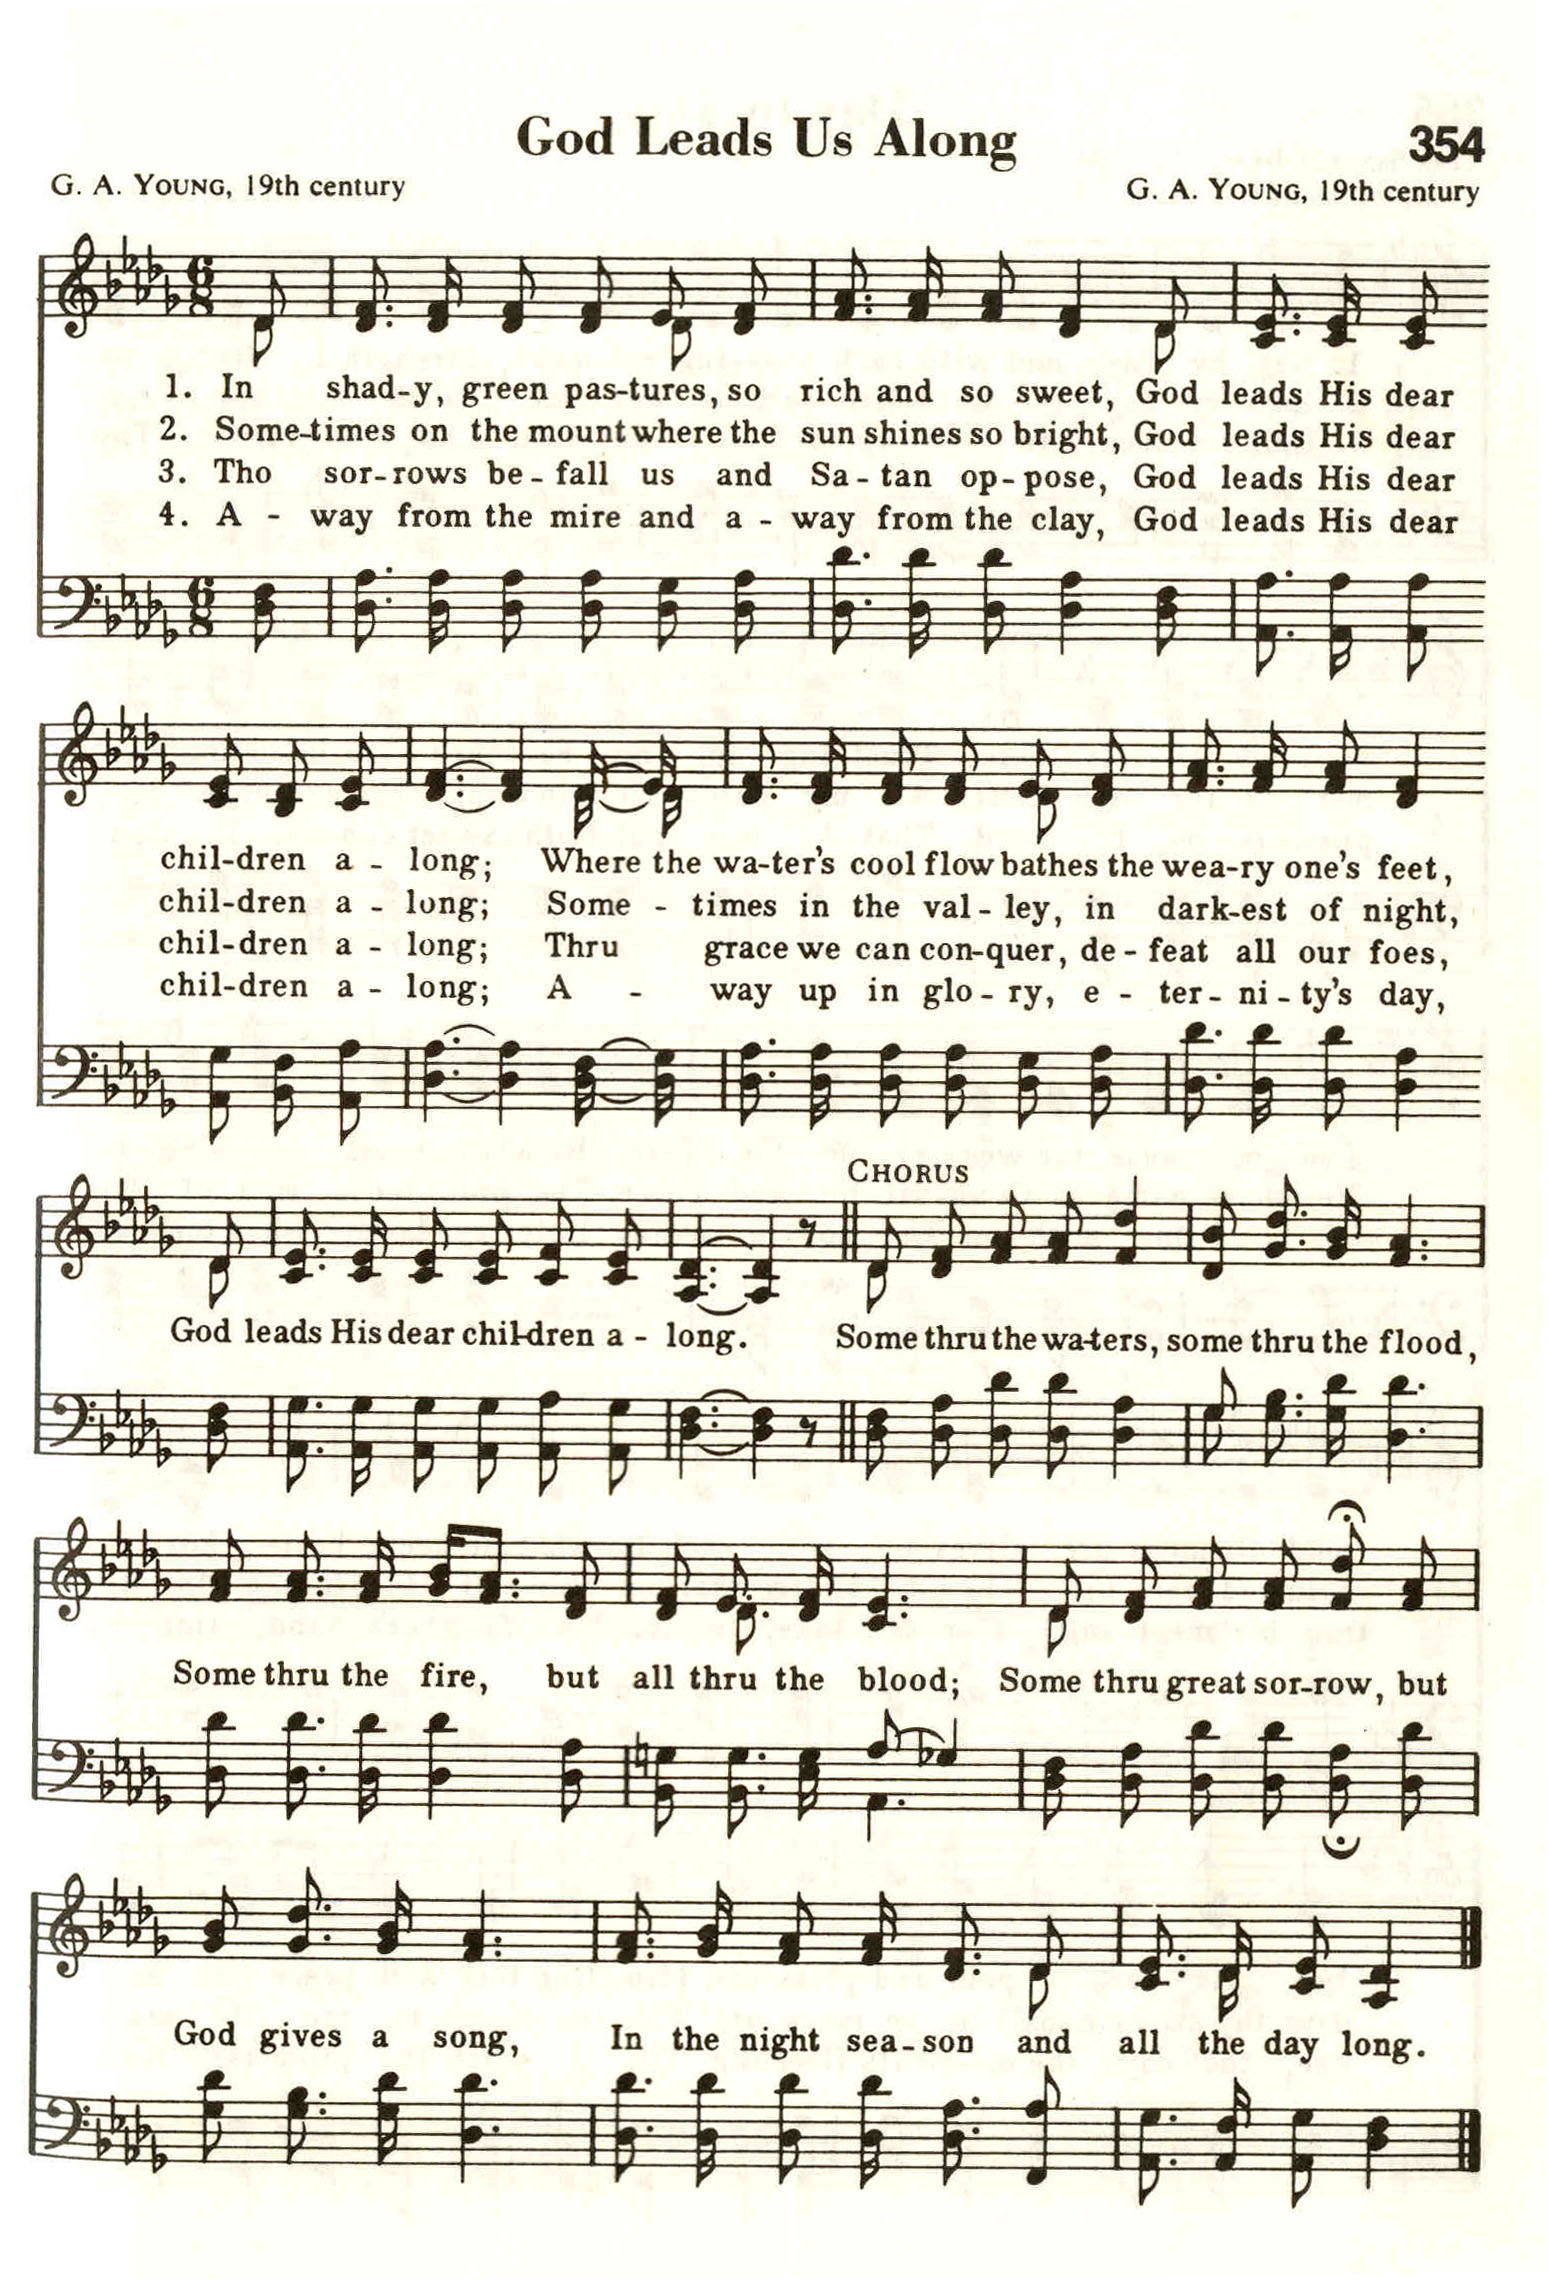 God Leads Us Along
354
G. A. YOUNG, 19th century
G. A. YOUNG, 19th century
6
8
1. In shad-y, green pas-tures, so rich and so sweet, God leads His dear
2. Some-times on the mount where the sun shines so bright, God leads His dear
3. Tho sor-rows be-fall us and Sa-tan op-pose, God leads His dear
4. A - way from the mire and a - way from the clay, God leads His dear
6
8
chil-dren a - long; Where the wa-ter's cool flow bathes the wea-ry one's feet,
chil-dren a - long; Some - times in the val-ley, in dark-est of night,
chil-dren a - long; Thru grace we can con-quer, de-feat all our foes,
chil-dren a - long; A - way up in glo-ry, e - ter-ni-ty's day,
CHORUS
God leads His dear chil-dren a - long. Some thru the wa-ters, some thru the flood,
Some thru the fire, but all thru the blood; Some thru great sor-row, but
God gives a song, In the night sea-son and all the day long.